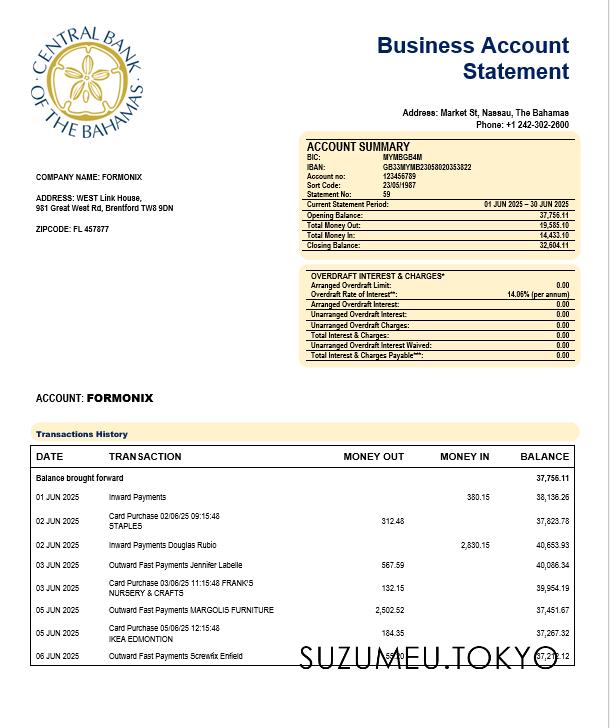 CENTRAL BANK
OF THE BAHAMAS
Business Account
Statement
Address: Market St, Nassau, The Bahamas
Phone: +1 242-302-2600
ACCOUNT SUMMARY
BIC: MYMBGB4M
IBAN: GB33MYMB23058020353822
Account no: 123456789
Sort Code: 23/05/1987
Statement No: 59
Current Statement Period: 01 JUN 2025 – 30 JUN 2025
Opening Balance: 37,756.11
Total Money Out: 19,585.10
Total Money In: 14,433.10
Closing Balance: 32,604.11
COMPANY NAME: FORMONIX
ADDRESS: WEST Link House,
981 Great West Rd, Brentford TW8 9DN
ZIPCODE: FL 457877
OVERDRAFT INTEREST & CHARGES*
Arranged Overdraft Limit: 0.00
Overdraft Rate of Interest**: 14.06% (per annum)
Arranged Overdraft Interest: 0.00
Unarranged Overdraft Interest: 0.00
Unarranged Overdraft Charges: 0.00
Total Interest & Charges: 0.00
Unarranged Overdraft Interest Waived: 0.00
Total Interest & Charges Payable***: 0.00
ACCOUNT: FORMONIX
Transactions History
DATE TRANSACTION MONEY OUT MONEY IN BALANCE
Balance brought forward 37,756.11
01 JUN 2025 Inward Payments 380.15 38,136.26
02 JUN 2025 Card Purchase 02/06/25 09:15:48 312.48 37,823.78
STAPLES
02 JUN 2025 Inward Payments Douglas Rubio 2,830.15 40,653.93
03 JUN 2025 Outward Fast Payments Jennifer Labelle 567.59 40,086.34
03 JUN 2025 Card Purchase 03/06/25 11:15:48 FRANK'S 132.15 39,954.19
NURSERY & CRAFTS
05 JUN 2025 Outward Fast Payments MARGOLIS FURNITURE 2,502.52 37,451.67
05 JUN 2025 Card Purchase 05/06/25 12:15:48 184.35 37,267.32
IKEA EDMONTION
06 JUN 2025 Outward Fast Payments Screwfix Enfield 55.20 37,212.12
SUZUMEU.TOKYO